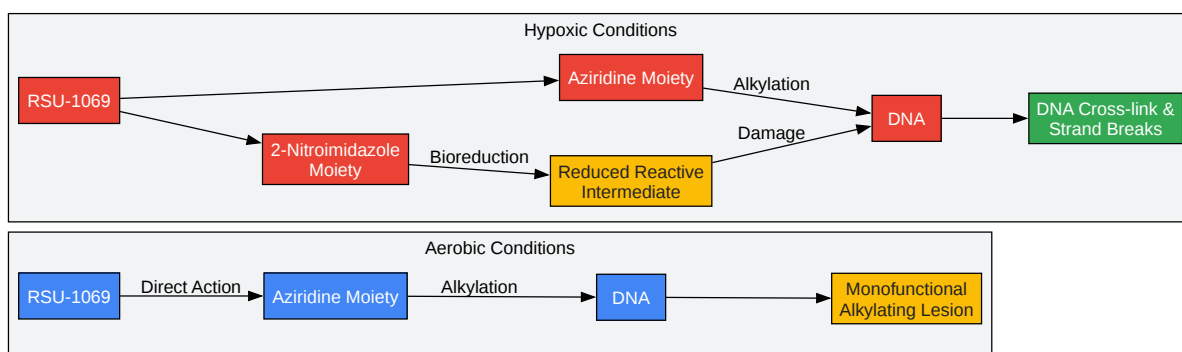 Hypoxic Conditions
RSU-1069
Aziridine Moiety
Alkylation
2-Nitroimidazole
Moiety
Bioreduction
Reduced Reactive
Intermediate
Damage
DNA
DNA Cross-link &
Strand Breaks
Aerobic Conditions
RSU-1069
Direct Action
Aziridine Moiety
Alkylation
DNA
Monofunctional
Alkylating Lesion